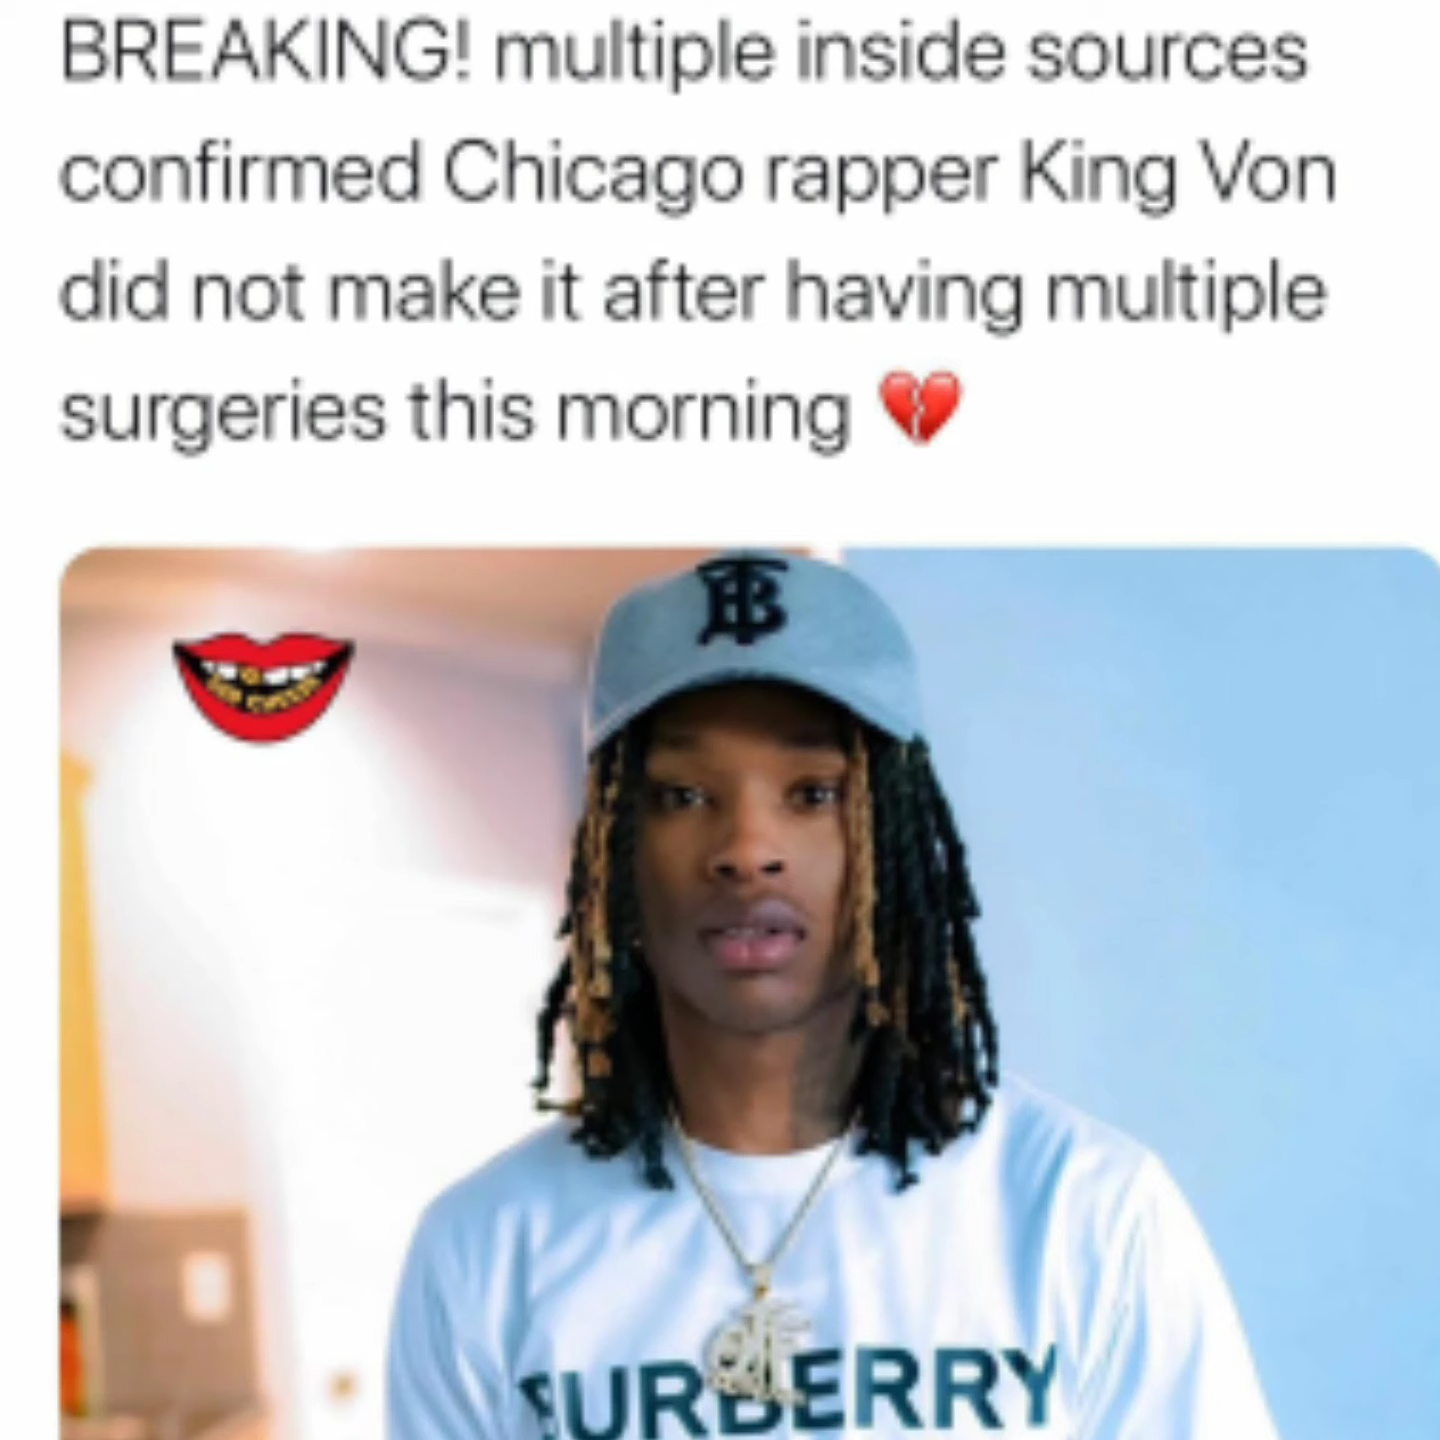 BREAKING! multiple inside sources
confirmed Chicago rapper King Von
did not make it after having multiple
surgeries this morning 💔
TB
BURBERRY